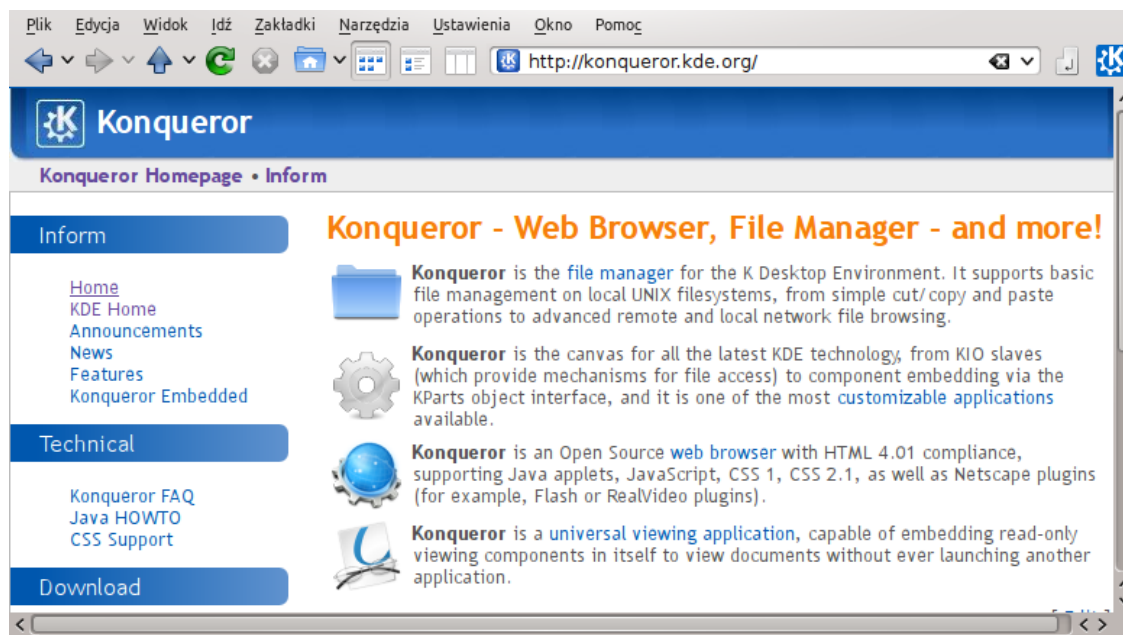 Plik Edycja Widok Idź Zakładki Narzędzia Ustawienia Okno Pomoc
http://konqueror.kde.org/
Konqueror
Konqueror Homepage • Inform
Inform
Home
KDE Home
Announcements
News
Features
Konqueror Embedded
Technical
Konqueror FAQ
Java HOWTO
CSS Support
Download
Konqueror - Web Browser, File Manager - and more!
Konqueror is the file manager for the K Desktop Environment. It supports basic
file management on local UNIX filesystems, from simple cut/copy and paste
operations to advanced remote and local network file browsing.
Konqueror is the canvas for all the latest KDE technology, from KIO slaves
(which provide mechanisms for file access) to component embedding via the
KParts object interface, and it is one of the most customizable applications
available.
Konqueror is an Open Source web browser with HTML 4.01 compliance,
supporting Java applets, JavaScript, CSS 1, CSS 2.1, as well as Netscape plugins
(for example, Flash or RealVideo plugins).
Konqueror is a universal viewing application, capable of embedding read-only
viewing components in itself to view documents without ever launching another
application.